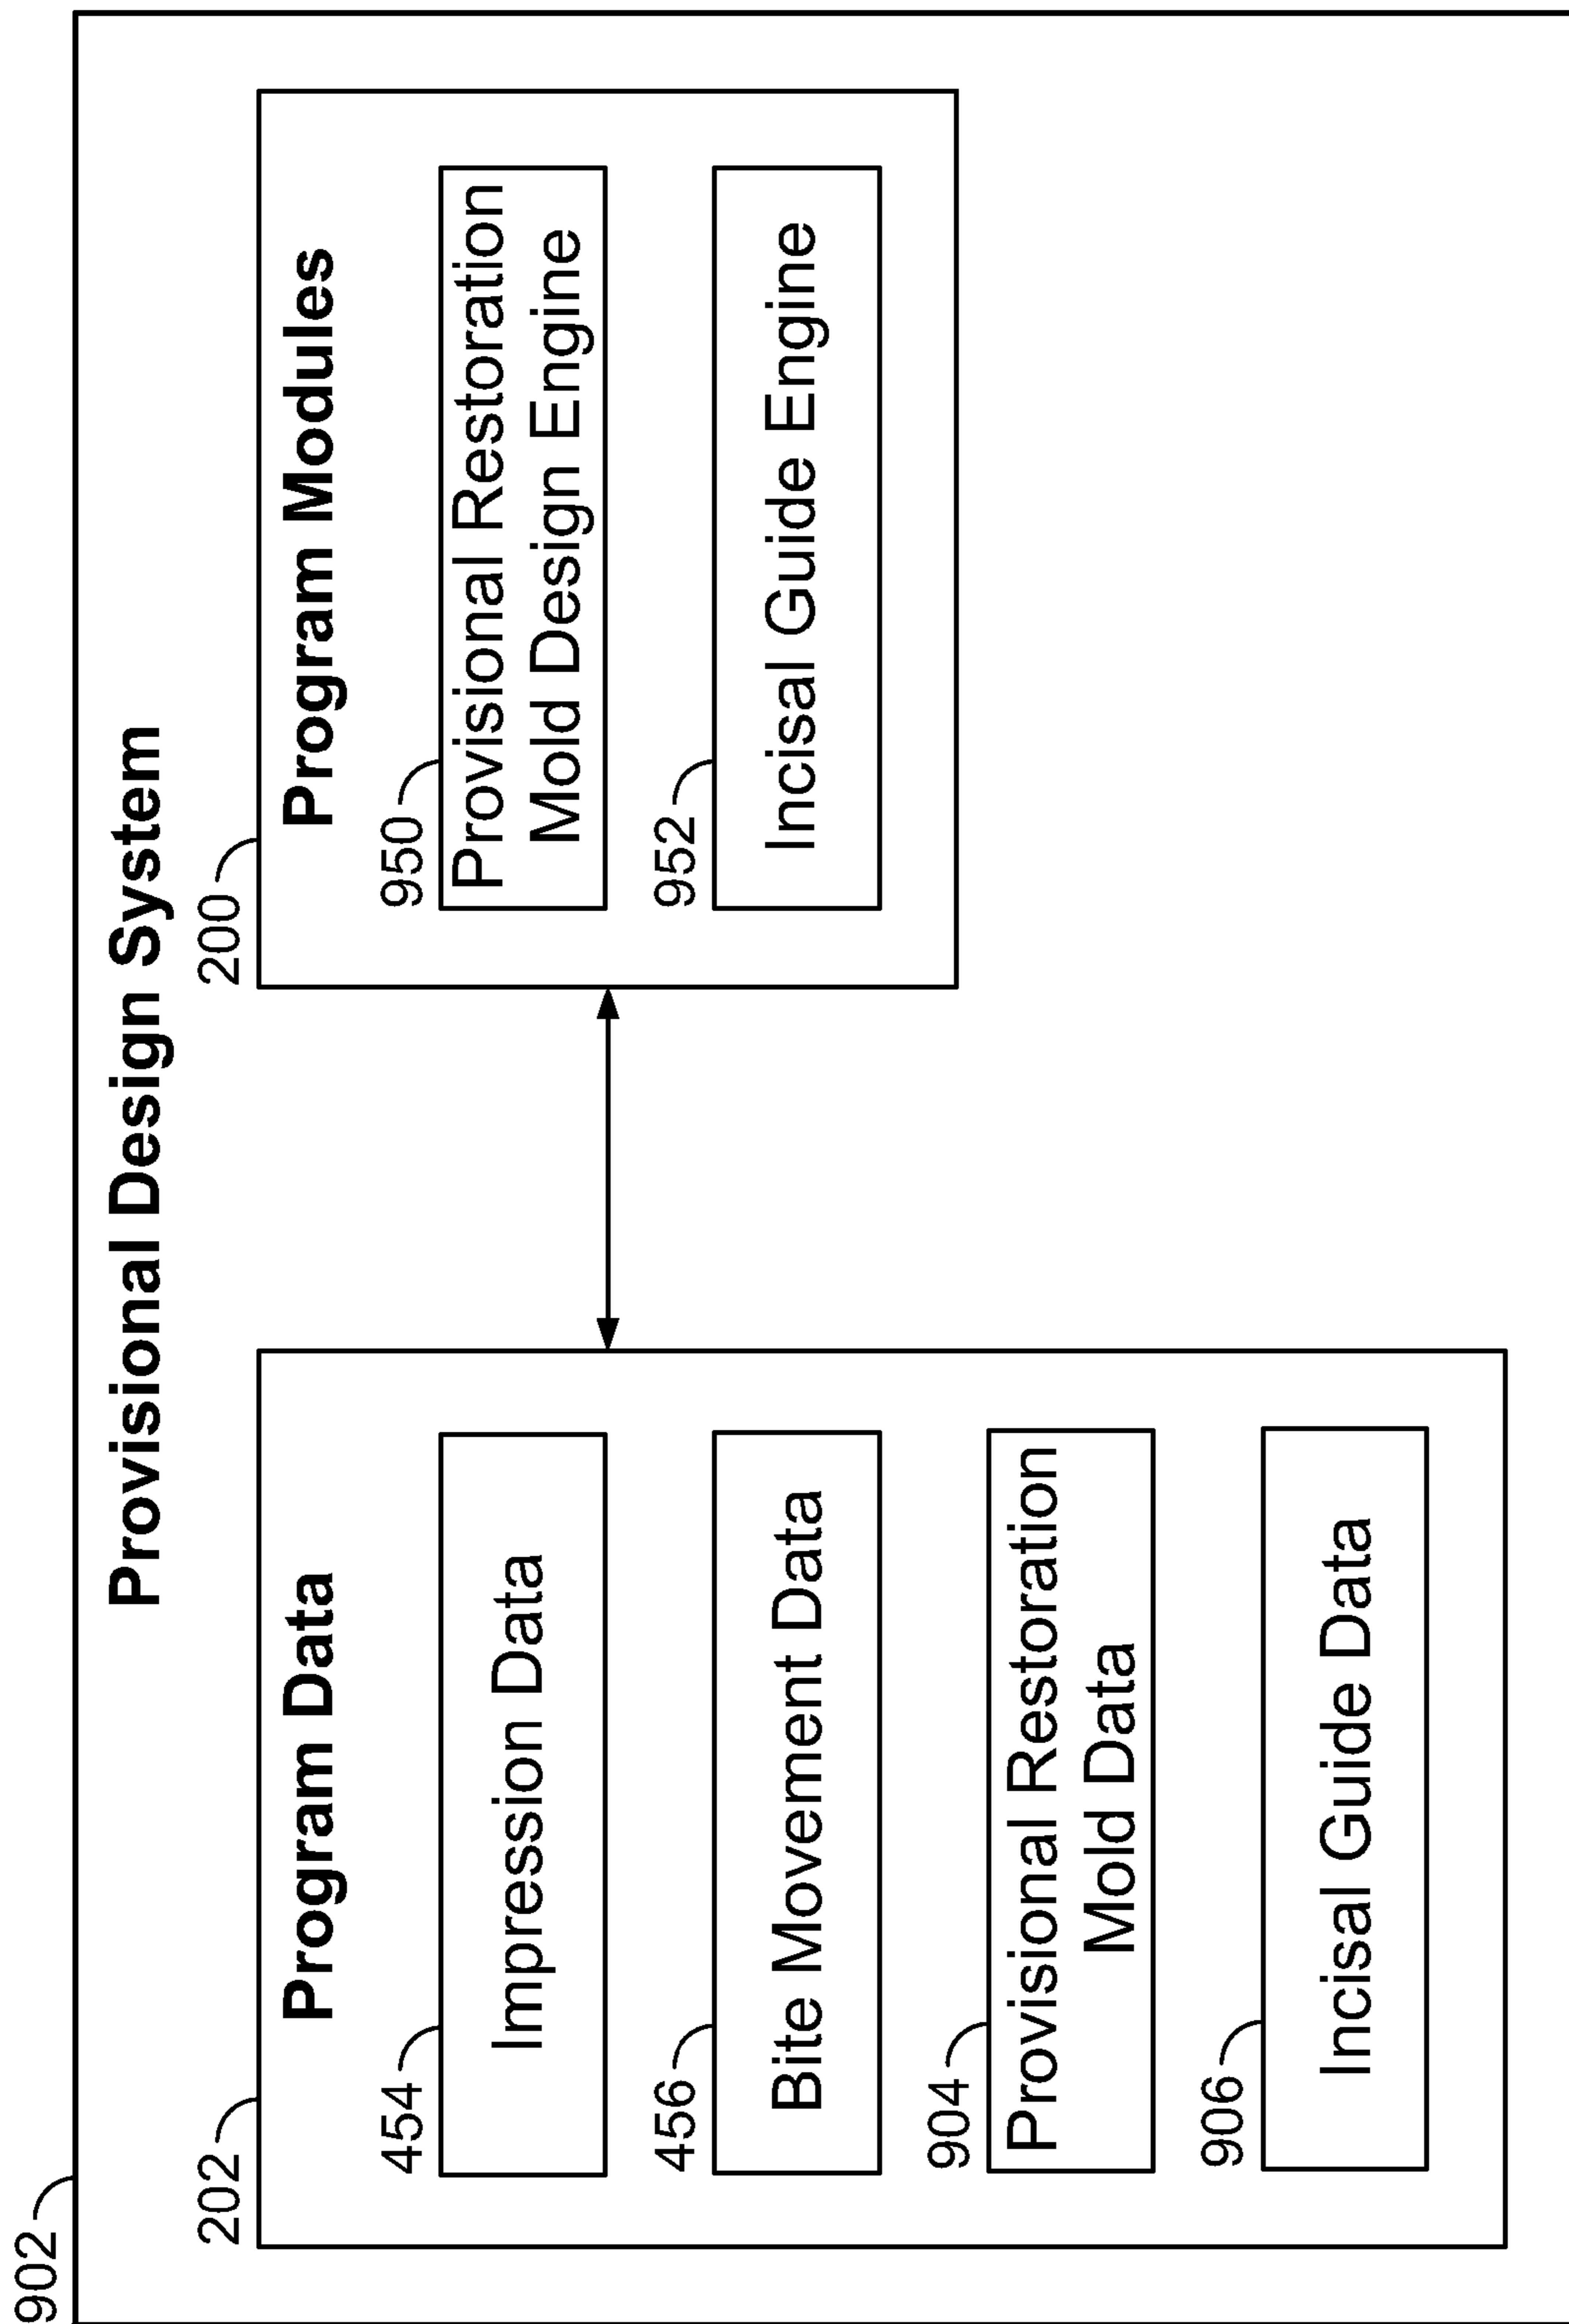 902
Provisional Design System
202
Program Data
454
Impression Data
456
Bite Movement Data
904
Provisional Restoration
Mold Data
906
Incisal Guide Data
200
Program Modules
950
Provisional Restoration
Mold Design Engine
952
Incisal Guide Engine